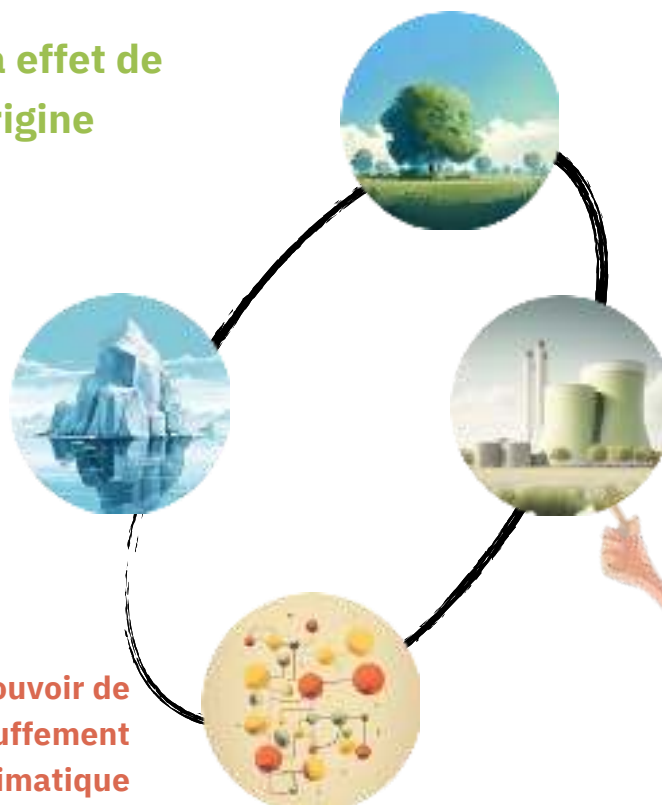 effet de
rigine
ouvoir de
uffement
imatique